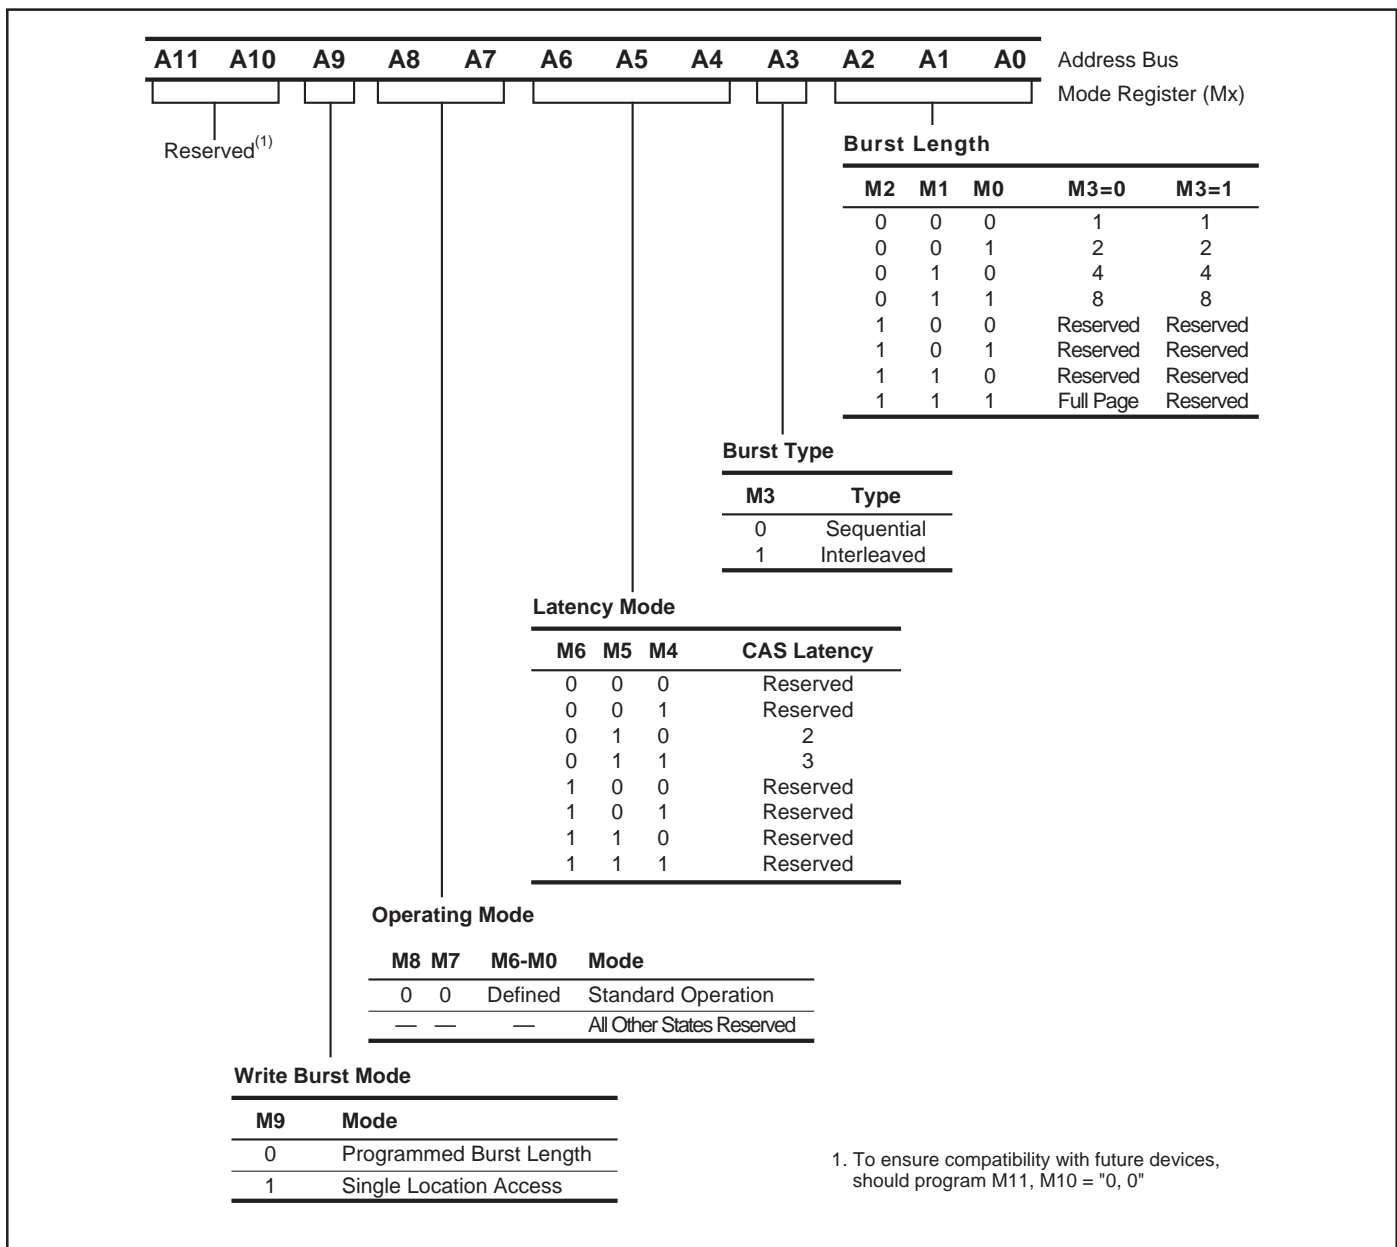 A11 A10 A9 A8 A7 A6 A5 A4 A3 A2 A1 A0 Address Bus
Mode Register (Mx)
Reserved(1)
Burst Length
M2 M1 M0 M3=0 M3=1
0 0 0 1 1
0 0 1 2 2
0 1 0 4 4
0 1 1 8 8
1 0 0 Reserved Reserved
1 0 1 Reserved Reserved
1 1 0 Reserved Reserved
1 1 1 Full Page Reserved
Burst Type
M3 Type
0 Sequential
1 Interleaved
Latency Mode
M6 M5 M4 CAS Latency
0 0 0 Reserved
0 0 1 Reserved
0 1 0 2
0 1 1 3
1 0 0 Reserved
1 0 1 Reserved
1 1 0 Reserved
1 1 1 Reserved
Operating Mode
M8 M7 M6-M0 Mode
0 0 Defined Standard Operation
— — — All Other States Reserved
Write Burst Mode
M9 Mode
0 Programmed Burst Length
1 Single Location Access
1. To ensure compatibility with future devices,
should program M11, M10 = "0, 0"